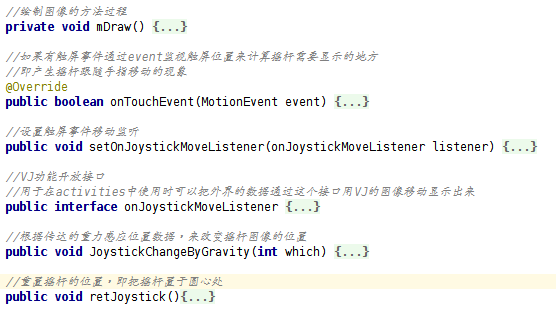 //绘制图像的方法过程
private void mDraw() {...}
//如果有触屏事件通过event监视触屏位置来计算摇杆需要显示的地方
//即产生摇杆跟随手指移动的现象
@Override
public boolean onTouchEvent(MotionEvent event) {...}
//设置触屏事件移动监听
public void setOnJoystickMoveListener(onJoystickMoveListener listener) {...}
//VJ功能开放接口
//用于在activities中使用时可以把外界的数据通过这个接口用VJ的图像移动显示出来
public interface onJoystickMoveListener {...}
//根据传达的重力感应位置数据，来改变摇杆图像的位置
public void JoystickChangeByGravity(int which) {...}
//重置摇杆的位置，即把摇杆置于圆心处
public void retJoystick(){...}